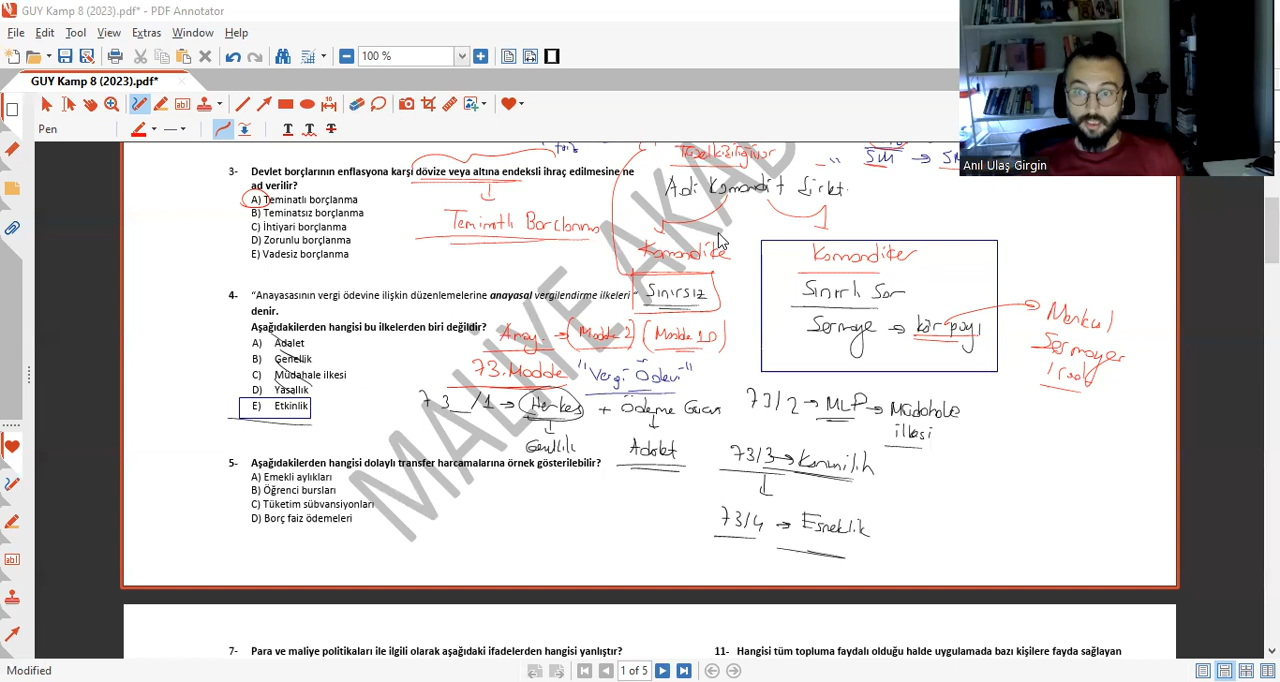 GUY Kamp 8 (2023).pdf* - PDF Annotator
File Edit Tool View Extras Window Help
100 %
GUY Kamp 8 (2023).pdf*
Pen
Anıl Ulaş Girgin
Adi Komandit Şirkt.
3- Devlet borçlarının enflasyona karşı dövize veya altına endeksli ihraç edilmesine ne
ad verilir?
A) Teminatlı borçlanma
B) Teminatsız borçlanma
C) İhtiyari borçlanma
D) Zorunlu borçlanma
E) Vadesiz borçlanma
Teminatlı Borçlanma
Komandite
Sınırsız
Komanditer
Sınırlı Sor
Sermaye → kar payı
Menkul
Sermayer
İrad
4- "Anayasasının vergi ödevine ilişkin düzenlemelerine anayasal vergilendirme ilkeleri"
denir.
Aşağıdakilerden hangisi bu ilkelerden biri değildir?
A) Adalet
B) Genellik
C) Müdahale ilkesi
D) Yasallık
E) Etkinlik
Anay. → (Madde 2) (Madde 10)
73. Madde "Vergi Ödevi"
73/1 → Herkes + Ödeme Gücü
Genellik
Adalet
73/2 → MLP → Müdahale
ilkesi
73/3 → Kanunilik
73/4 → Esneklik
5- Aşağıdakilerden hangisi dolaylı transfer harcamalarına örnek gösterilebilir?
A) Emekli aylıkları
B) Öğrenci bursları
C) Tüketim sübvansiyonları
D) Borç faiz ödemeleri
MALİYE AKA
7- Para ve maliye politikaları ile ilgili olarak aşağıdaki ifadelerden hangisi yanlıştır?
11- Hangisi tüm topluma faydalı olduğu halde uygulamada bazı kişilere fayda sağlayan
Modified
1 of 5